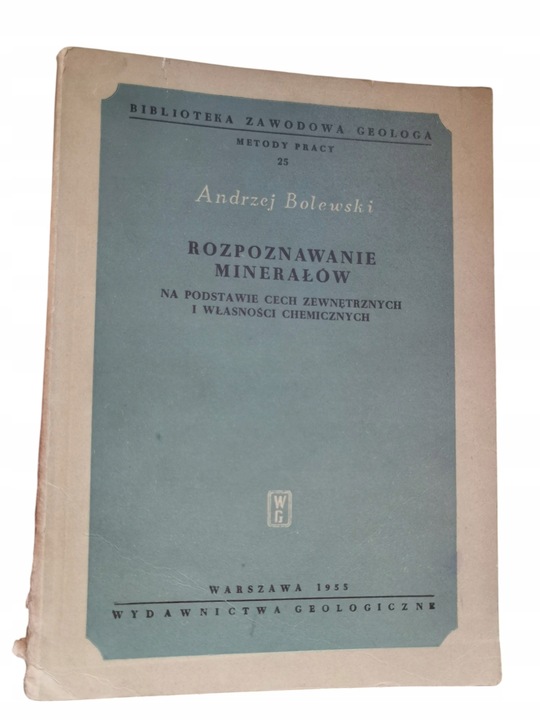 BIBLIOTEKA ZAWODOWA GEOLOGA
METODY PRACY
25
Andrzej Bolewski
ROZPOZNAWANIE
MINERAŁÓW
NA PODSTAWIE CECH ZEWNĘTRZNYCH
I WŁASNOŚCI CHEMICZNYCH
WG
WARSZAWA 1955
WYDAWNICTWA GEOLOGICZNE